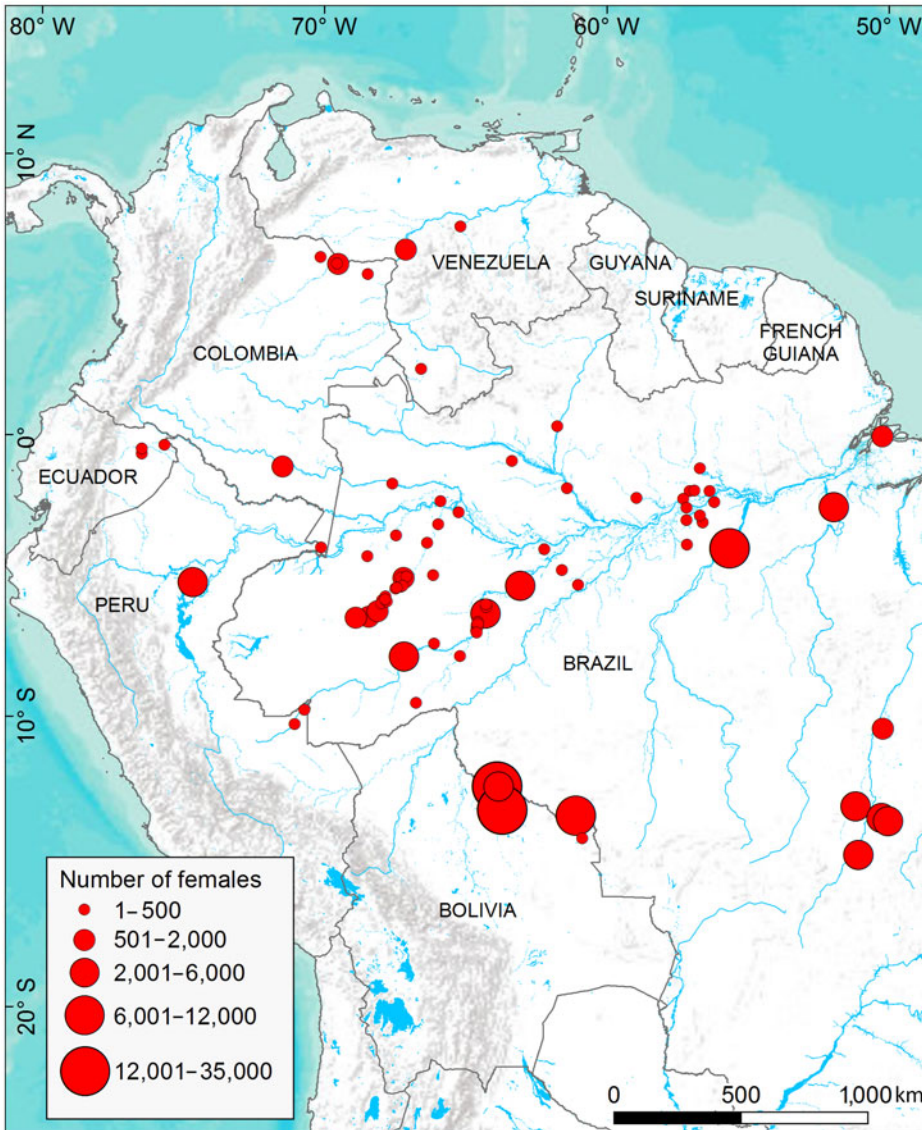 80° W
70° W
60° W
50° W
10° N
VENEZUELA
GUYANA
SURINAME
FRENCH
GUIANA
COLOMBIA
0°
ECUADOR
PERU
BRAZIL
10° S
BOLIVIA
20° S
Number of females
1–500
501–2,000
2,001–6,000
6,001–12,000
12,001–35,000
0 500 1,000 km